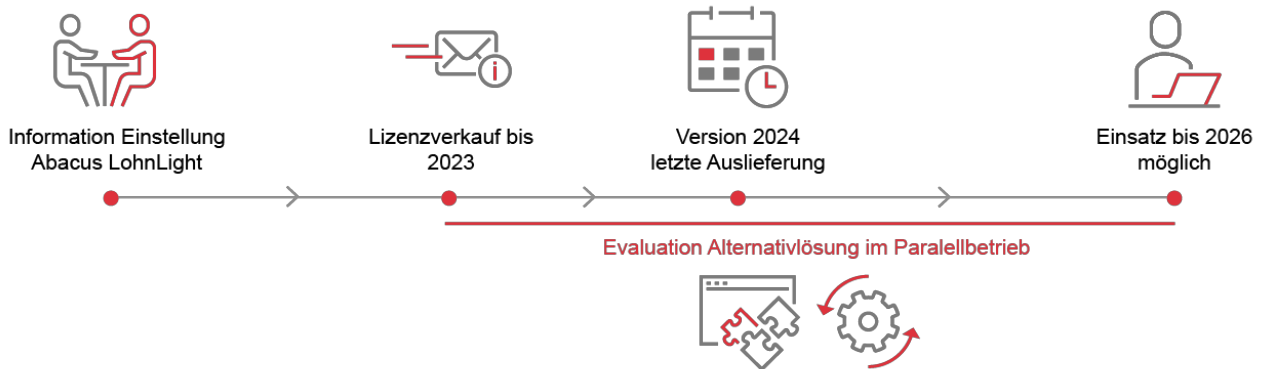 Information Einstellung
Abacus LohnLight
Lizenzverkauf bis
2023
Version 2024
letzte Auslieferung
Einsatz bis 2026
möglich
Evaluation Alternativlösung im Paralellbetrieb